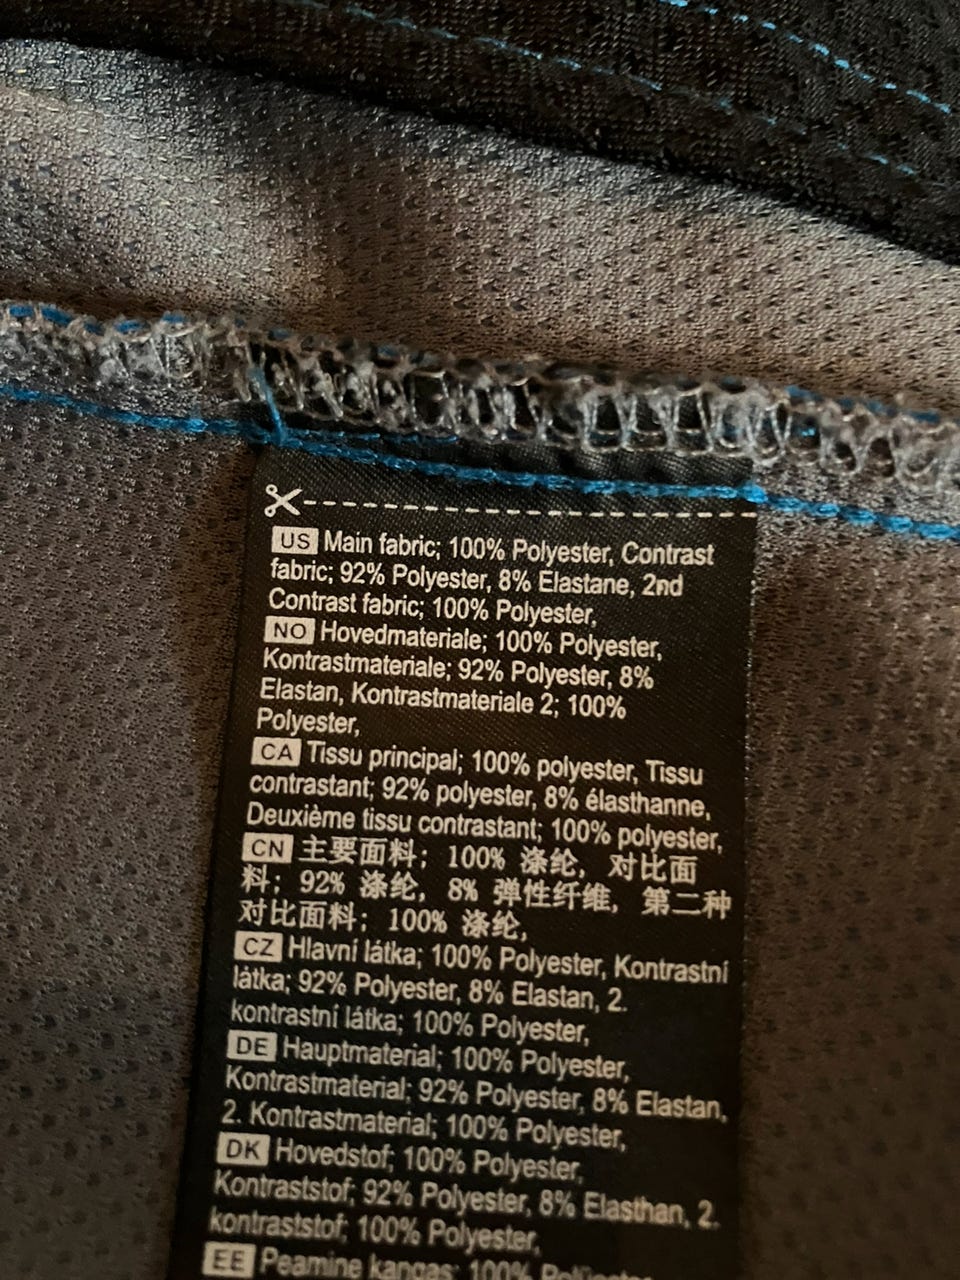 US Main fabric; 100% Polyester, Contrast
fabric; 92% Polyester, 8% Elastane, 2nd
Contrast fabric; 100% Polyester,
NO Hovedmateriale; 100% Polyester,
Kontrastmateriale; 92% Polyester, 8%
Elastan, Kontrastmateriale 2; 100%
Polyester,
CA Tissu principal; 100% polyester, Tissu
contrastant; 92% polyester, 8% élasthanne,
Deuxième tissu contrastant; 100% polyester,
CN 主要面料; 100% 涤纶, 对比面
料; 92% 涤纶, 8% 弹性纤维, 第二种
对比面料; 100% 涤纶,
CZ Hlavní látka; 100% Polyester, Kontrastní
látka; 92% Polyester, 8% Elastan, 2.
kontrastní látka; 100% Polyester,
DE Hauptmaterial; 100% Polyester,
Kontrastmaterial; 92% Polyester, 8% Elastan,
2. Kontrastmaterial; 100% Polyester,
DK Hovedstof; 100% Polyester,
Kontraststof; 92% Polyester, 8% Elasthan, 2.
kontraststof; 100% Polyester,
EE Peamine kangas; 100%